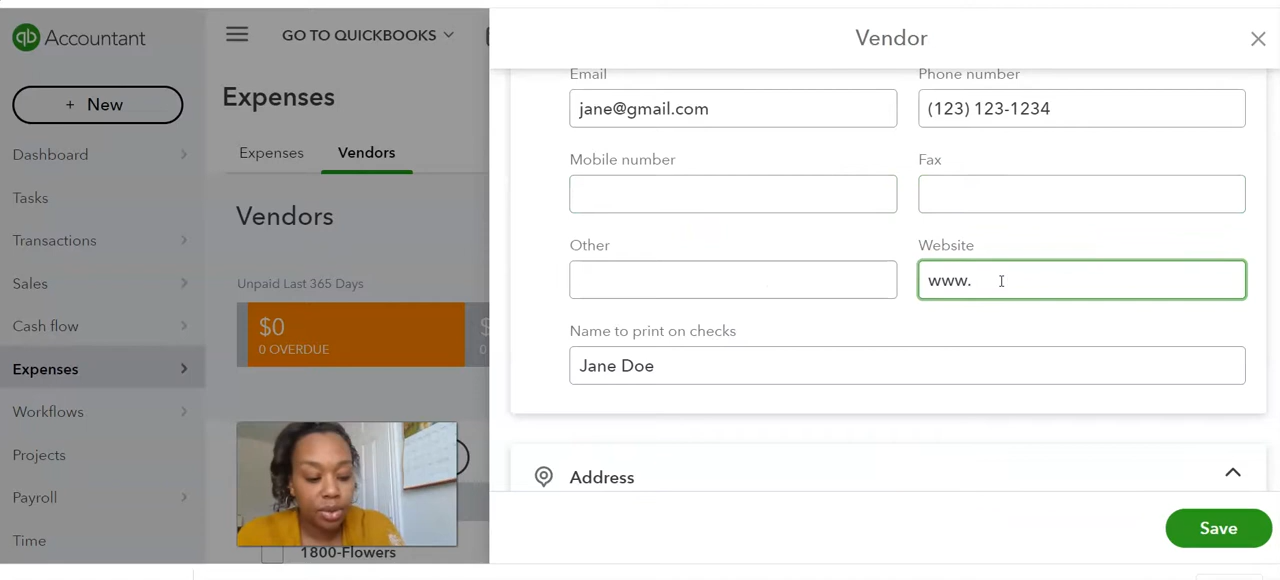 qb Accountant
+ New
Dashboard
Tasks
Transactions
Sales
Cash flow
Expenses
Workflows
Projects
Payroll
Time
GO TO QUICKBOOKS
Expenses
Expenses Vendors
Vendors
Unpaid Last 365 Days
$0 $
0 OVERDUE 0
1800-Flowers
Vendor
Email Phone number
jane@gmail.com (123) 123-1234
Mobile number Fax
Other Website
www.
Name to print on checks
Jane Doe
Address
Save